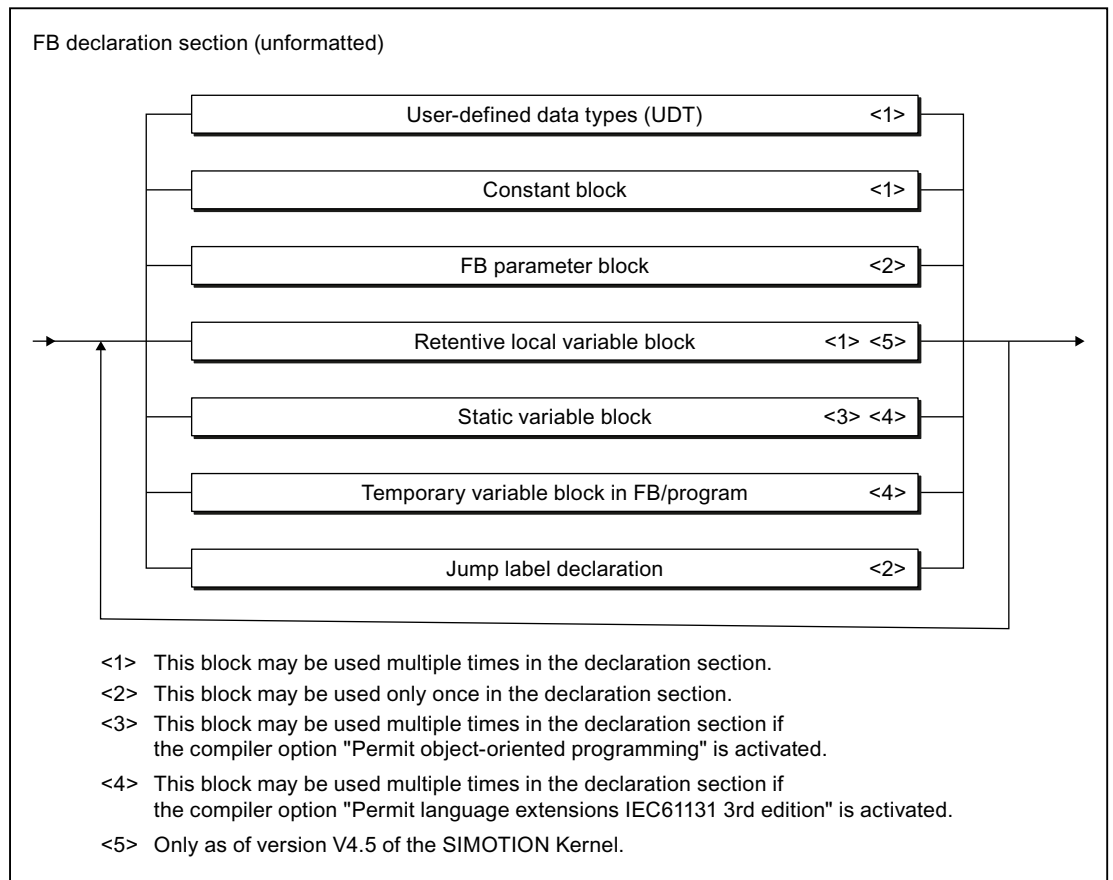 FB declaration section (unformatted)
User-defined data types (UDT) <1>
Constant block <1>
FB parameter block <2>
Retentive local variable block <1> <5>
Static variable block <3> <4>
Temporary variable block in FB/program <4>
Jump label declaration <2>
<1> This block may be used multiple times in the declaration section.
<2> This block may be used only once in the declaration section.
<3> This block may be used multiple times in the declaration section if
the compiler option "Permit object-oriented programming" is activated.
<4> This block may be used multiple times in the declaration section if
the compiler option "Permit language extensions IEC61131 3rd edition" is activated.
<5> Only as of version V4.5 of the SIMOTION Kernel.